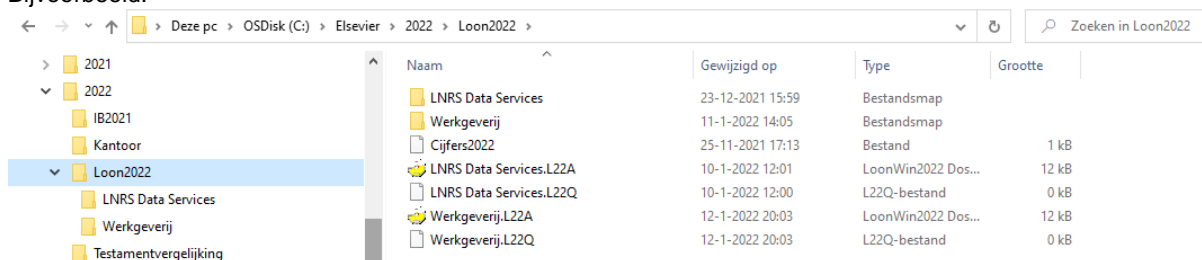 Bijvoorbeeld:
Deze pc > OSDisk (C:) > Elsevier > 2022 > Loon2022 >
Zoeken in Loon2022
2021
2022
IB2021
Kantoor
Loon2022
LNRS Data Services
Werkgeverij
Testamentvergelijking
Naam Gewijzigd op Type Grootte
LNRS Data Services 23-12-2021 15:59 Bestandsmap
Werkgeverij 11-1-2022 14:05 Bestandsmap
Cijfers2022 25-11-2021 17:13 Bestand 1 kB
LNRS Data Services.L22A 10-1-2022 12:01 LoonWin2022 Dos... 12 kB
LNRS Data Services.L22Q 10-1-2022 12:00 L22Q-bestand 0 kB
Werkgeverij.L22A 12-1-2022 20:03 LoonWin2022 Dos... 12 kB
Werkgeverij.L22Q 12-1-2022 20:03 L22Q-bestand 0 kB